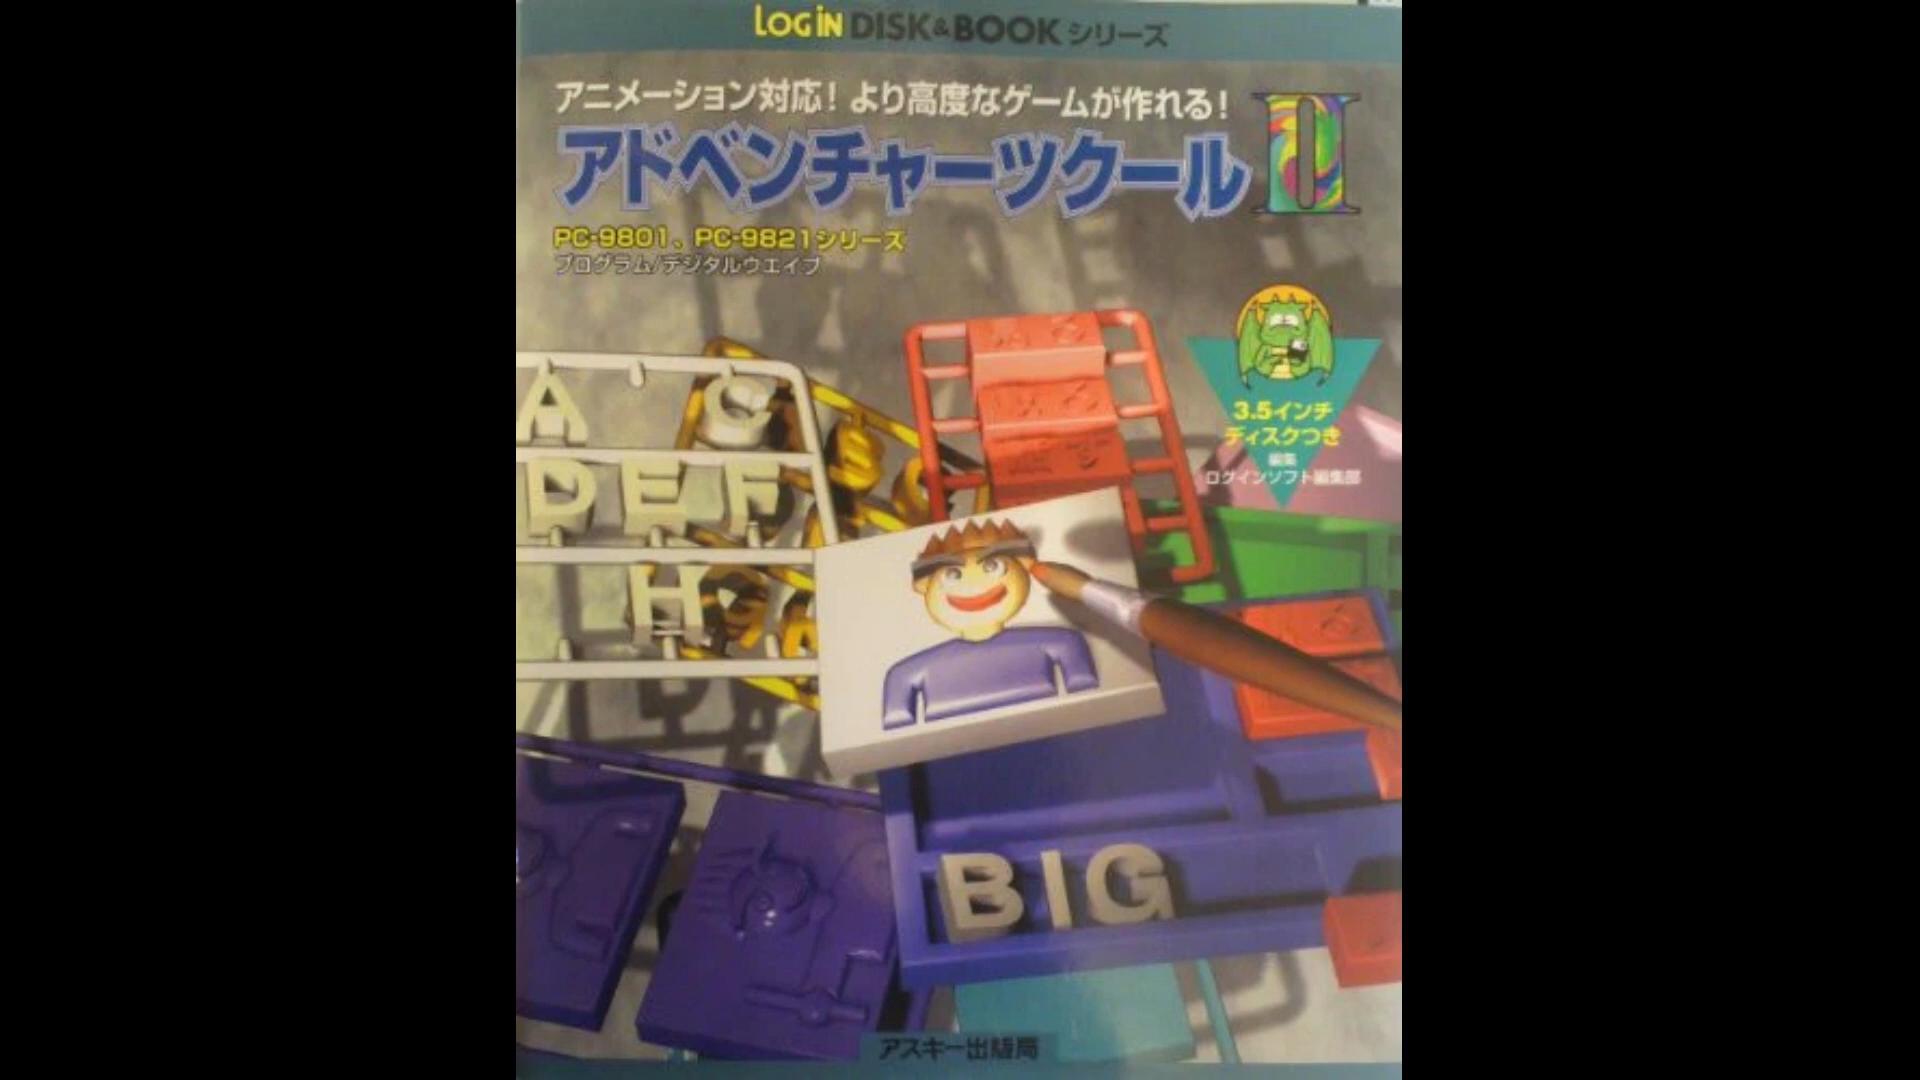 LOGiN DISK&BOOKシリーズ
アニメーション対応!より高度なゲームが作れる!
アドベンチャーツクールII
PC-9801、PC-9821シリーズ
プログラム/デジタルウエイブ
3.5インチ
ディスクつき
編集
ログインソフト編集部
A C
DEF
H
BIG
アスキー出版局